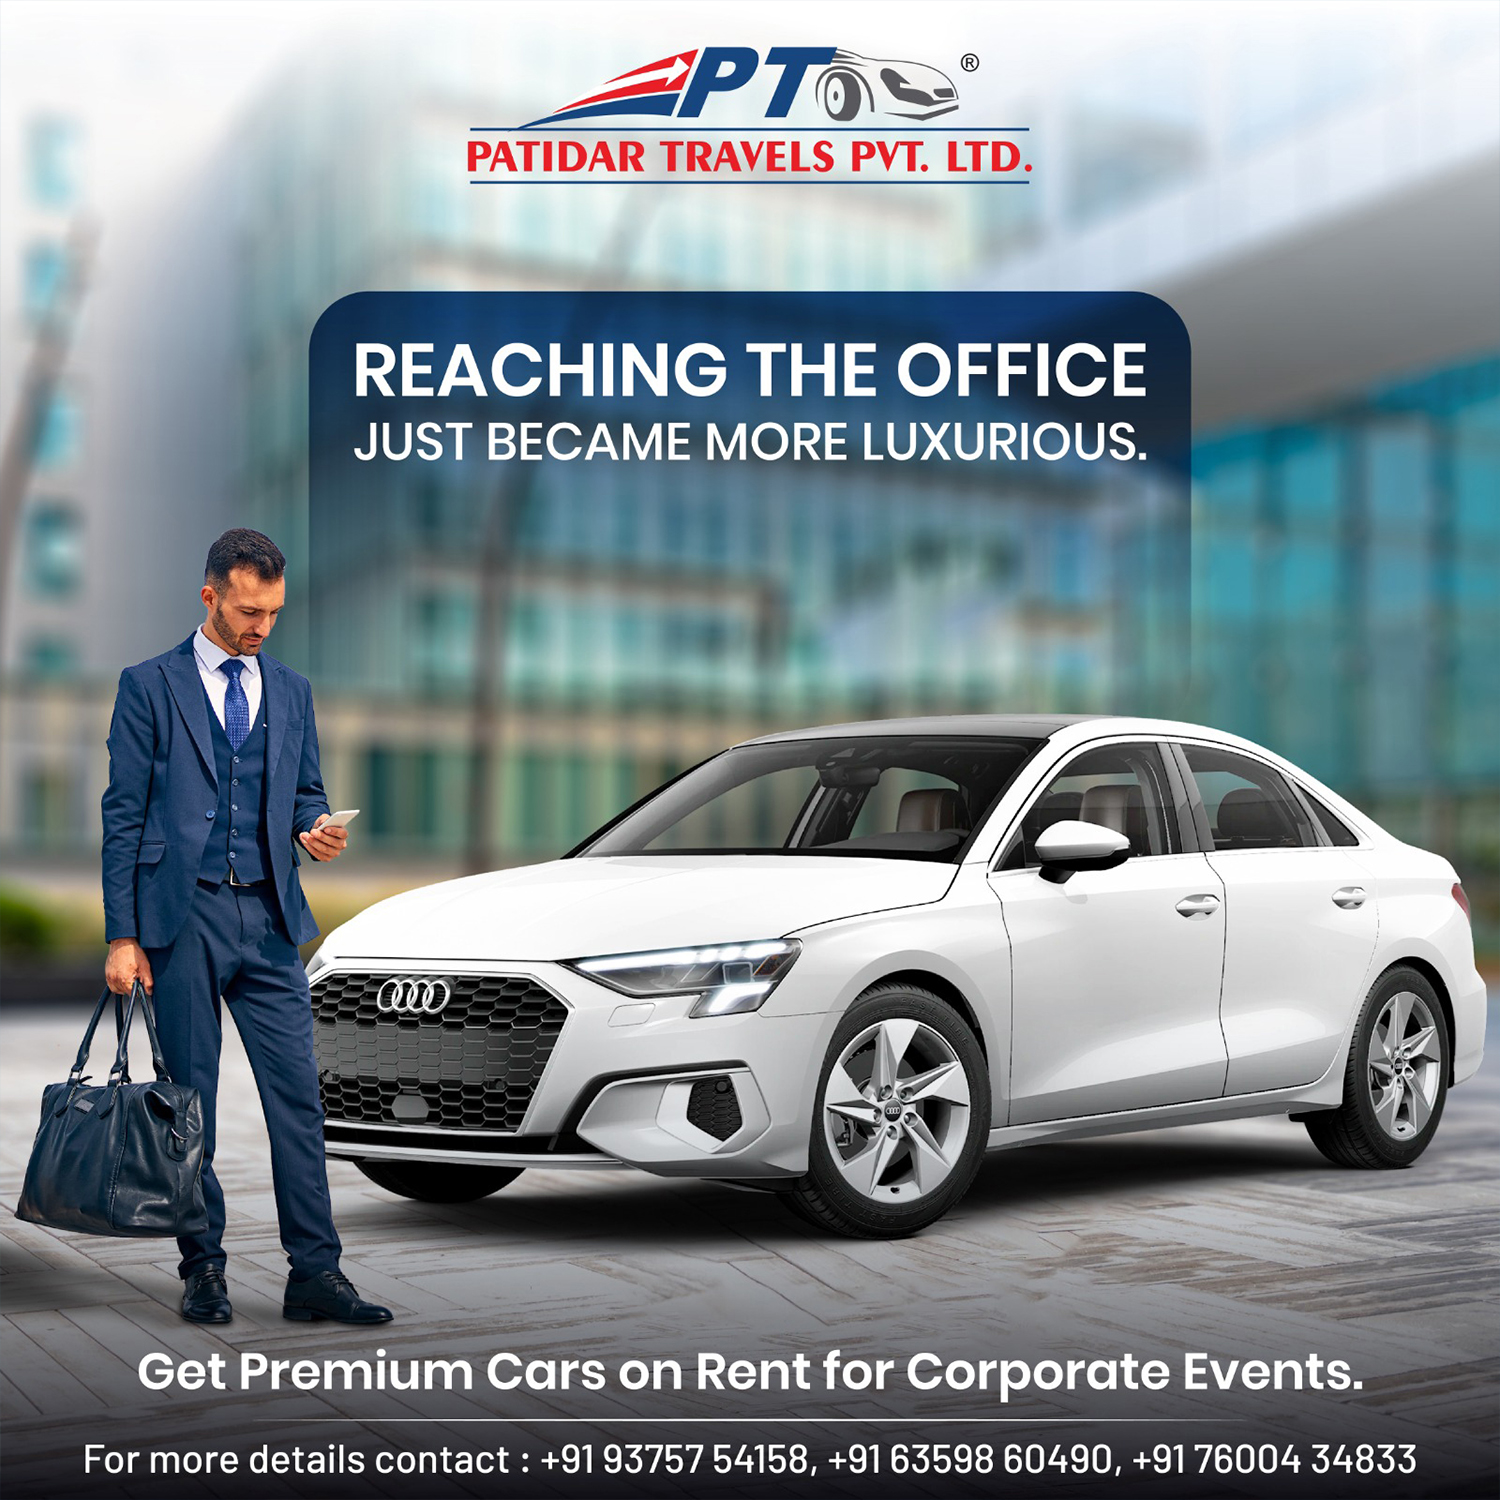 PT ®
PATIDAR TRAVELS PVT. LTD.
REACHING THE OFFICE
JUST BECAME MORE LUXURIOUS.
Get Premium Cars on Rent for Corporate Events.
For more details contact : +91 93757 54158, +91 63598 60490, +91 76004 34833